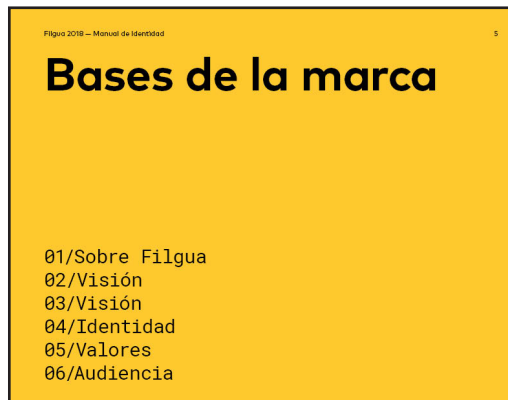 Filgua 2018 — Manual de Identidad
5
Bases de la marca
01/Sobre Filgua
02/Visión
03/Visión
04/Identidad
05/Valores
06/Audiencia